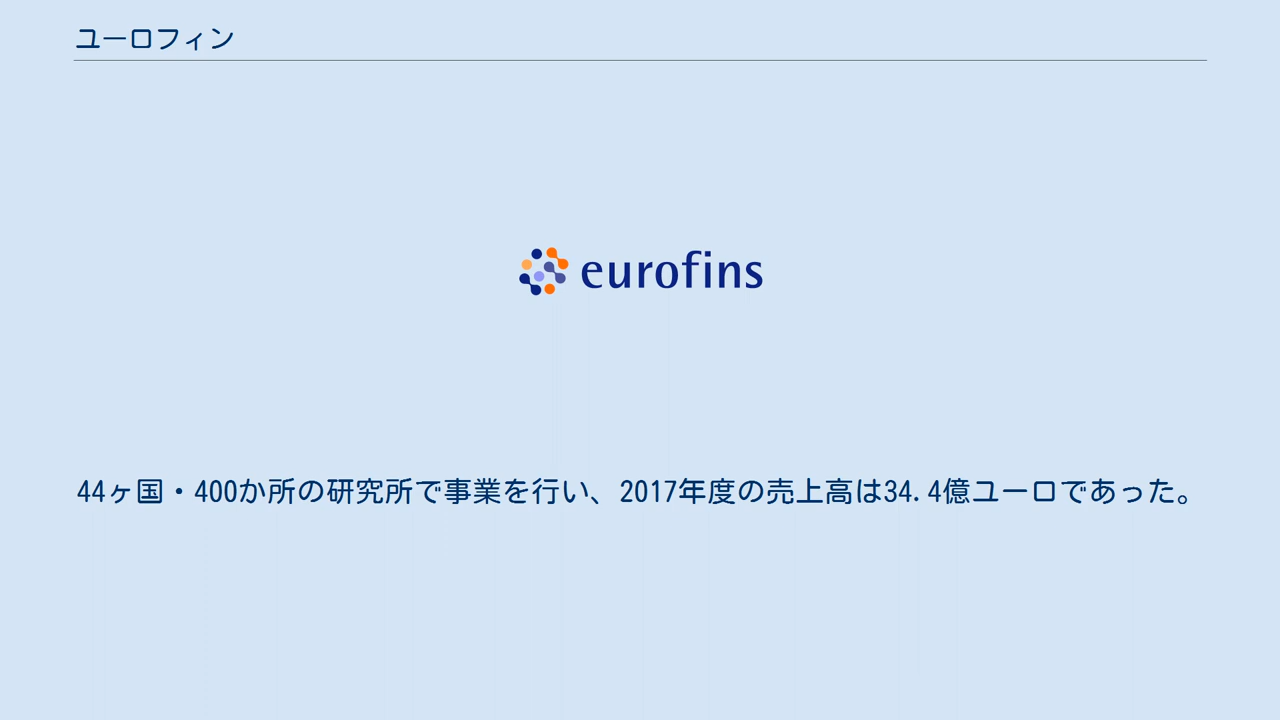 ユーロフィン
eurofins
44ヶ国・400か所の研究所で事業を行い、2017年度の売上高は34.4億ユーロであった。